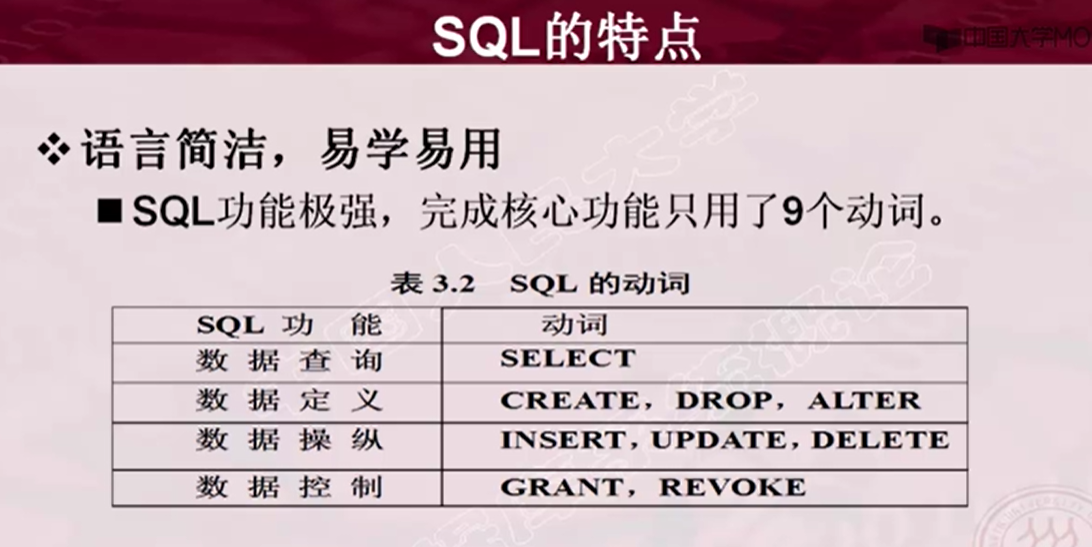 SQL的特点
中国大学MO
❖语言简洁，易学易用
■SQL功能极强，完成核心功能只用了9个动词。
表 3.2 SQL 的动词
SQL 功 能 动词
数 据 查 询 SELECT
数 据 定 义 CREATE，DROP，ALTER
数 据 操 纵 INSERT，UPDATE，DELETE
数 据 控 制 GRANT，REVOKE